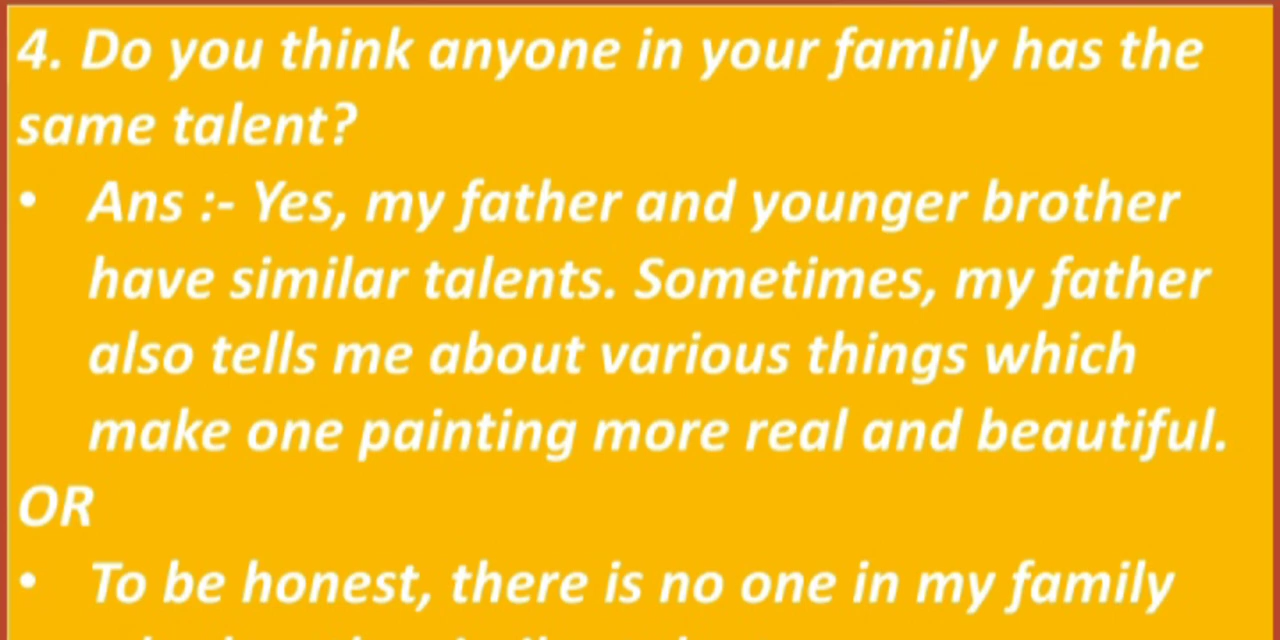 4. Do you think anyone in your family has the
same talent?
• Ans :- Yes, my father and younger brother
have similar talents. Sometimes, my father
also tells me about various things which
make one painting more real and beautiful.
OR
• To be honest, there is no one in my family